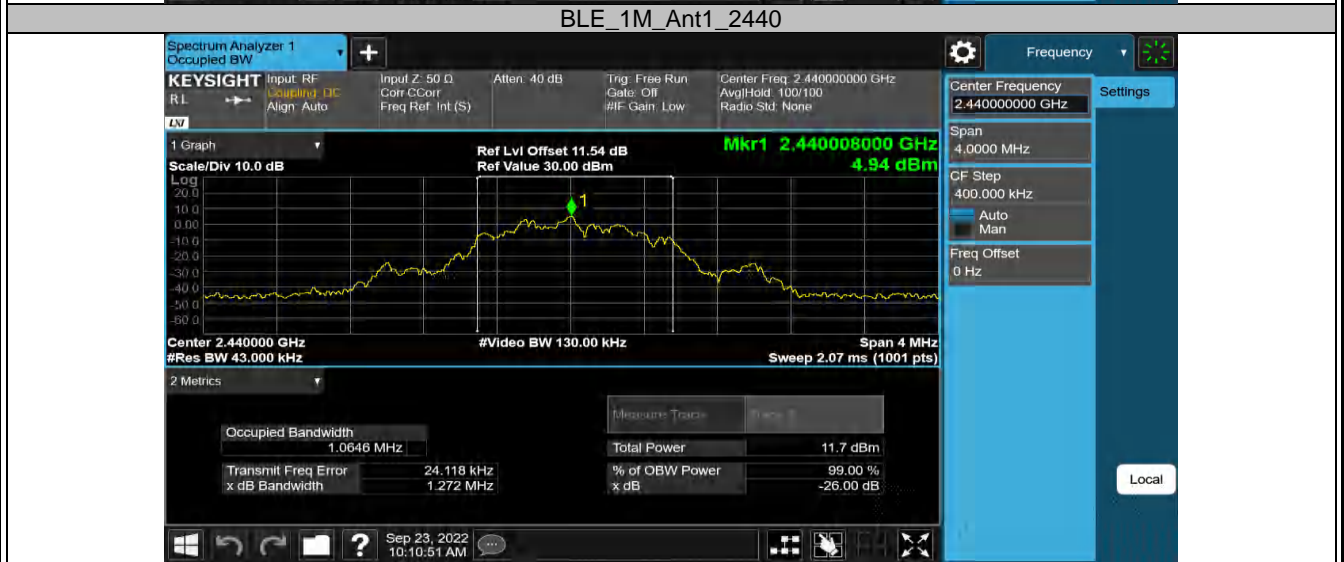 BLE_1M_Ant1_2440
Spectrum Analyzer 1
Occupied BW
Frequency
KEYSIGHT Input: RF Input Z: 50 Ω Atten: 40 dB Trig: Free Run Center Freq: 2.440000000 GHz
RL Coupling: DC Corr CCorr Gate: Off Avg|Hold: 100/100
Align: Auto Freq Ref: Int (S) #IF Gain: Low Radio Std: None
LXI
Center Frequency
2.440000000 GHz
Settings
Span
4.0000 MHz
CF Step
400.000 kHz
Auto
Man
Freq Offset
0 Hz
Local
1 Graph
Ref Lvl Offset 11.54 dB
Mkr1 2.440008000 GHz
Scale/Div 10.0 dB
Ref Value 30.00 dBm
4.94 dBm
Log
20.0
10.0
0.00
-10.0
-20.0
-30.0
-40.0
-50.0
-60.0
1
Center 2.440000 GHz #Video BW 130.00 kHz Span 4 MHz
#Res BW 43.000 kHz Sweep 2.07 ms (1001 pts)
2 Metrics
Measure Trace
Occupied Bandwidth
1.0646 MHz
Total Power 11.7 dBm
Transmit Freq Error 24.118 kHz % of OBW Power 99.00 %
x dB Bandwidth 1.272 MHz x dB -26.00 dB
?
Sep 23, 2022
10:10:51 AM